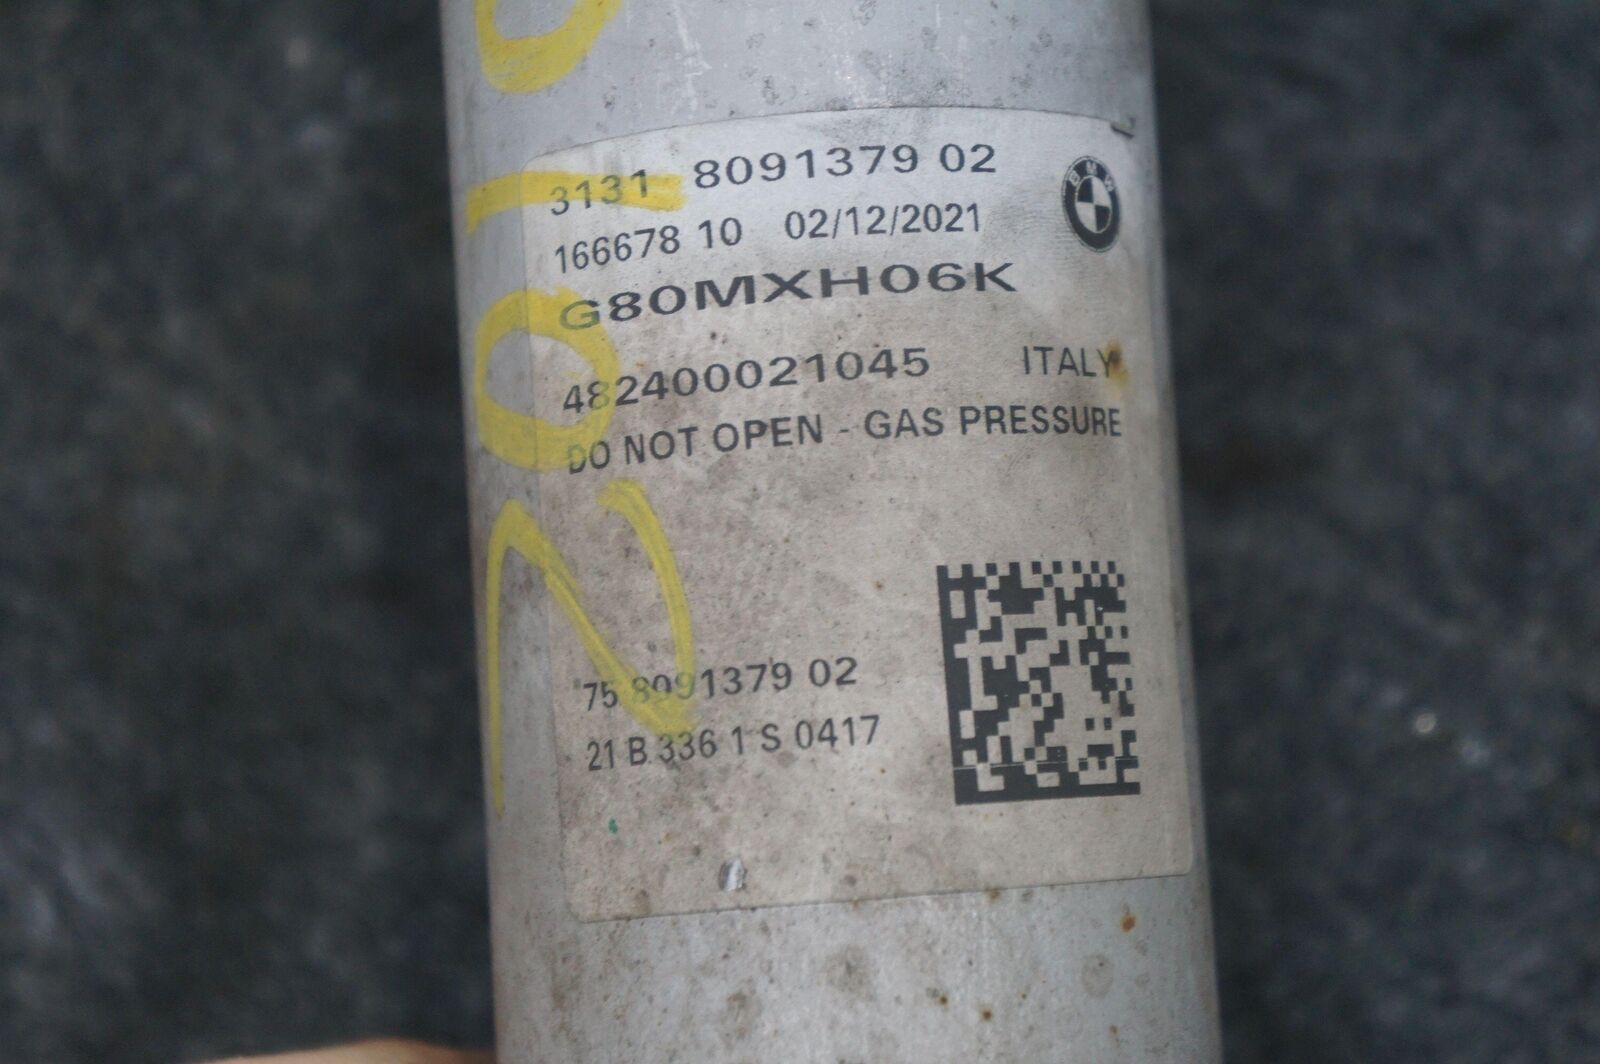 3131 8091379 02
BMW
166678 10 02/12/2021
G80MXH06K
482400021045 ITALY
DO NOT OPEN - GAS PRESSURE
75 8091379 02
21 B 336 1 S 0417